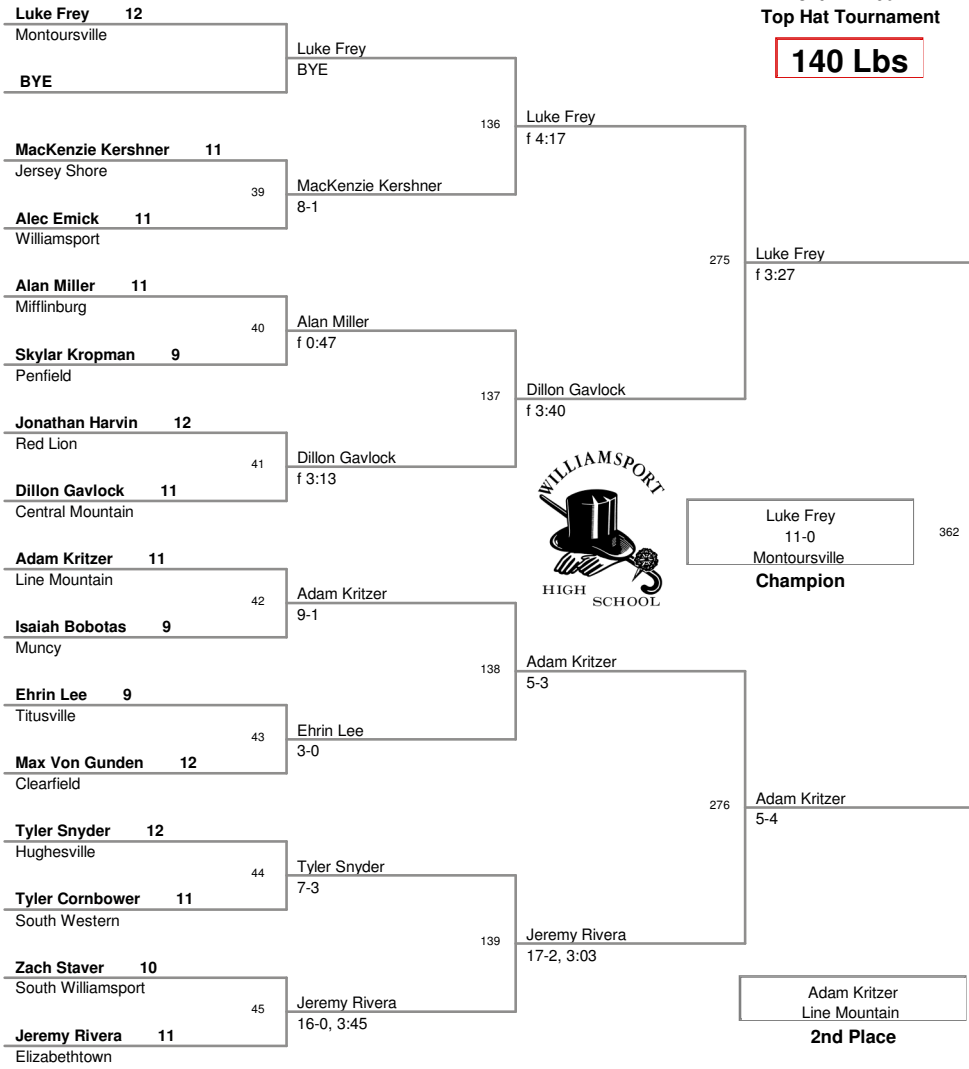 Top Hat Tournament
140 Lbs
Luke Frey 12
Montoursville
BYE
MacKenzie Kershner 11
Jersey Shore
Alec Emick 11
Williamsport
Alan Miller 11
Mifflinburg
Skylar Kropman 9
Penfield
Jonathan Harvin 12
Red Lion
Dillon Gavlock 11
Central Mountain
Adam Kritzer 11
Line Mountain
Isaiah Bobotas 9
Muncy
Ehrin Lee 9
Titusville
Max Von Gunden 12
Clearfield
Tyler Snyder 12
Hughesville
Tyler Cornbower 11
South Western
Zach Staver 10
South Williamsport
Jeremy Rivera 11
Elizabethtown
39
40
41
42
43
44
45
Luke Frey
BYE
MacKenzie Kershner
8-1
Alan Miller
f 0:47
Dillon Gavlock
f 3:13
Adam Kritzer
9-1
Ehrin Lee
3-0
Tyler Snyder
7-3
Jeremy Rivera
16-0, 3:45
136
137
138
139
Luke Frey
f 4:17
Dillon Gavlock
f 3:40
Adam Kritzer
5-3
Jeremy Rivera
17-2, 3:03
275
276
Luke Frey
f 3:27
Adam Kritzer
5-4
WILLIAMSPORT
HIGH
SCHOOL
Luke Frey
11-0
Montoursville
Champion
362
Adam Kritzer
Line Mountain
2nd Place